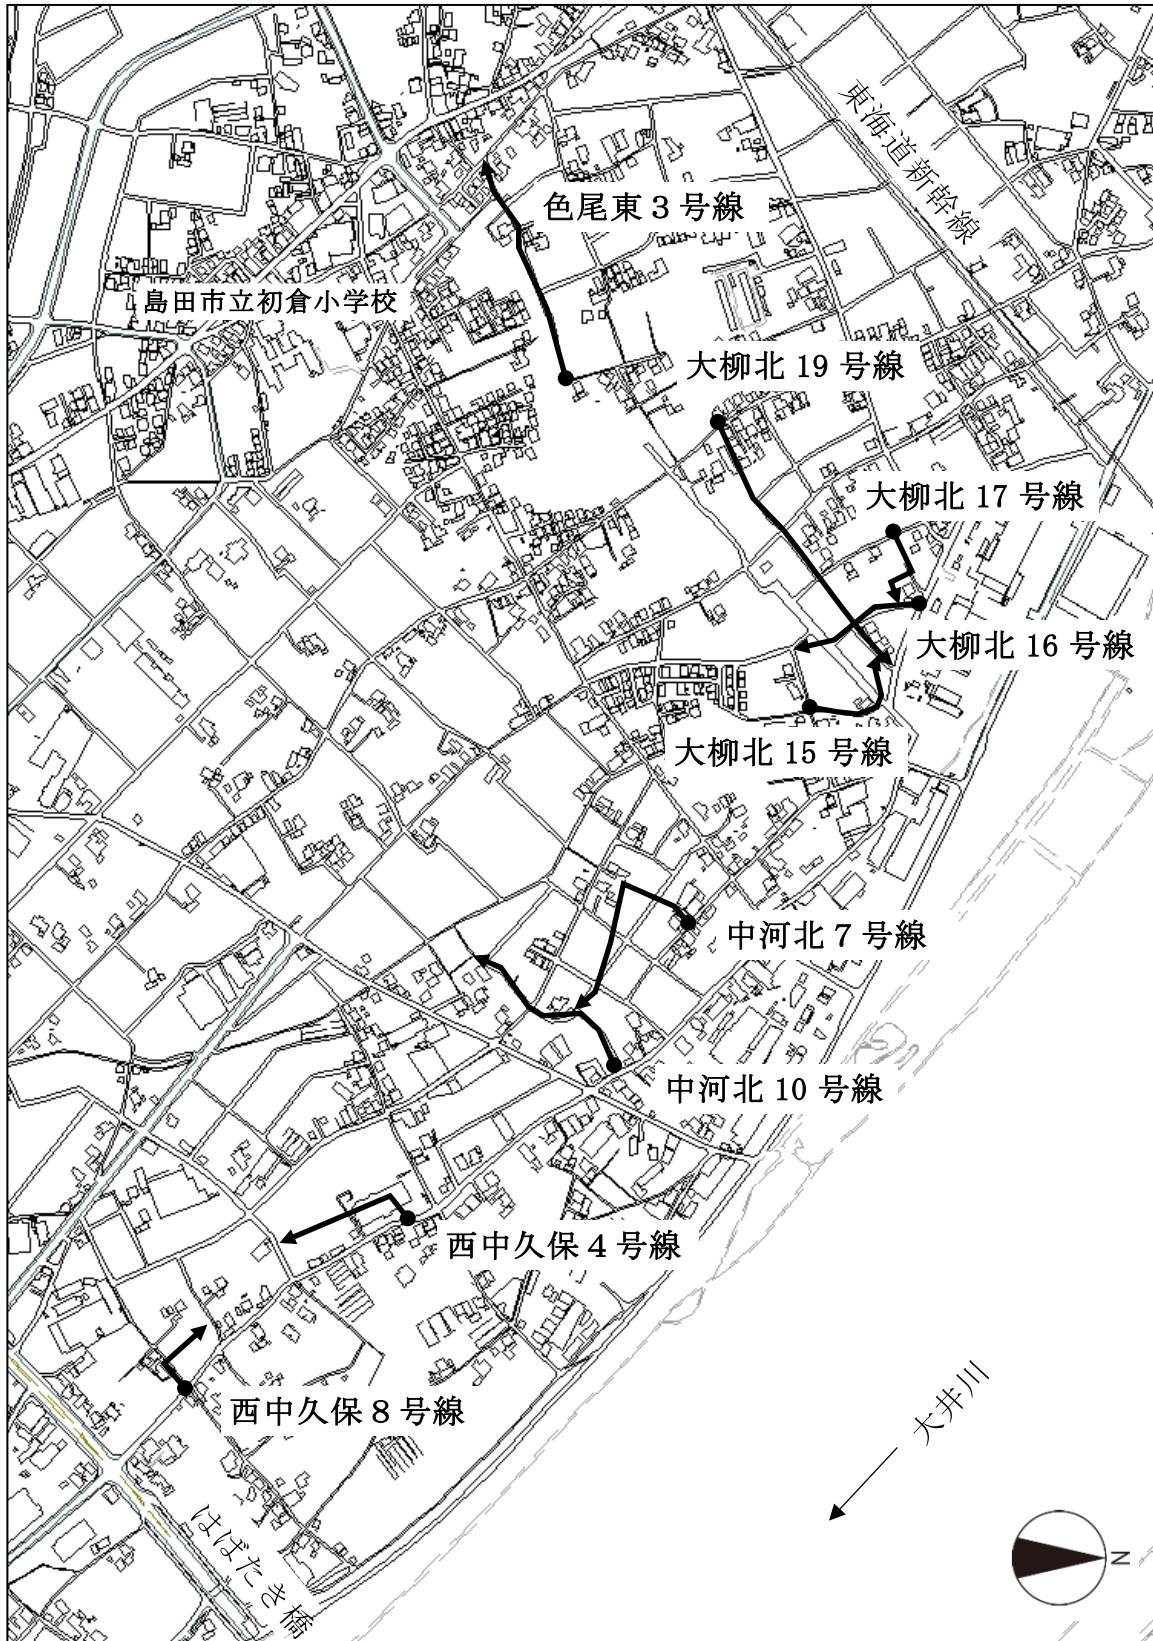 東海道新幹線
色尾東３号線
島田市立初倉小学校
大柳北 19 号線
大柳北 17 号線
大柳北 16 号線
大柳北 15 号線
中河北７号線
中河北 10 号線
西中久保４号線
西中久保８号線
大井川
はばたき橋
N